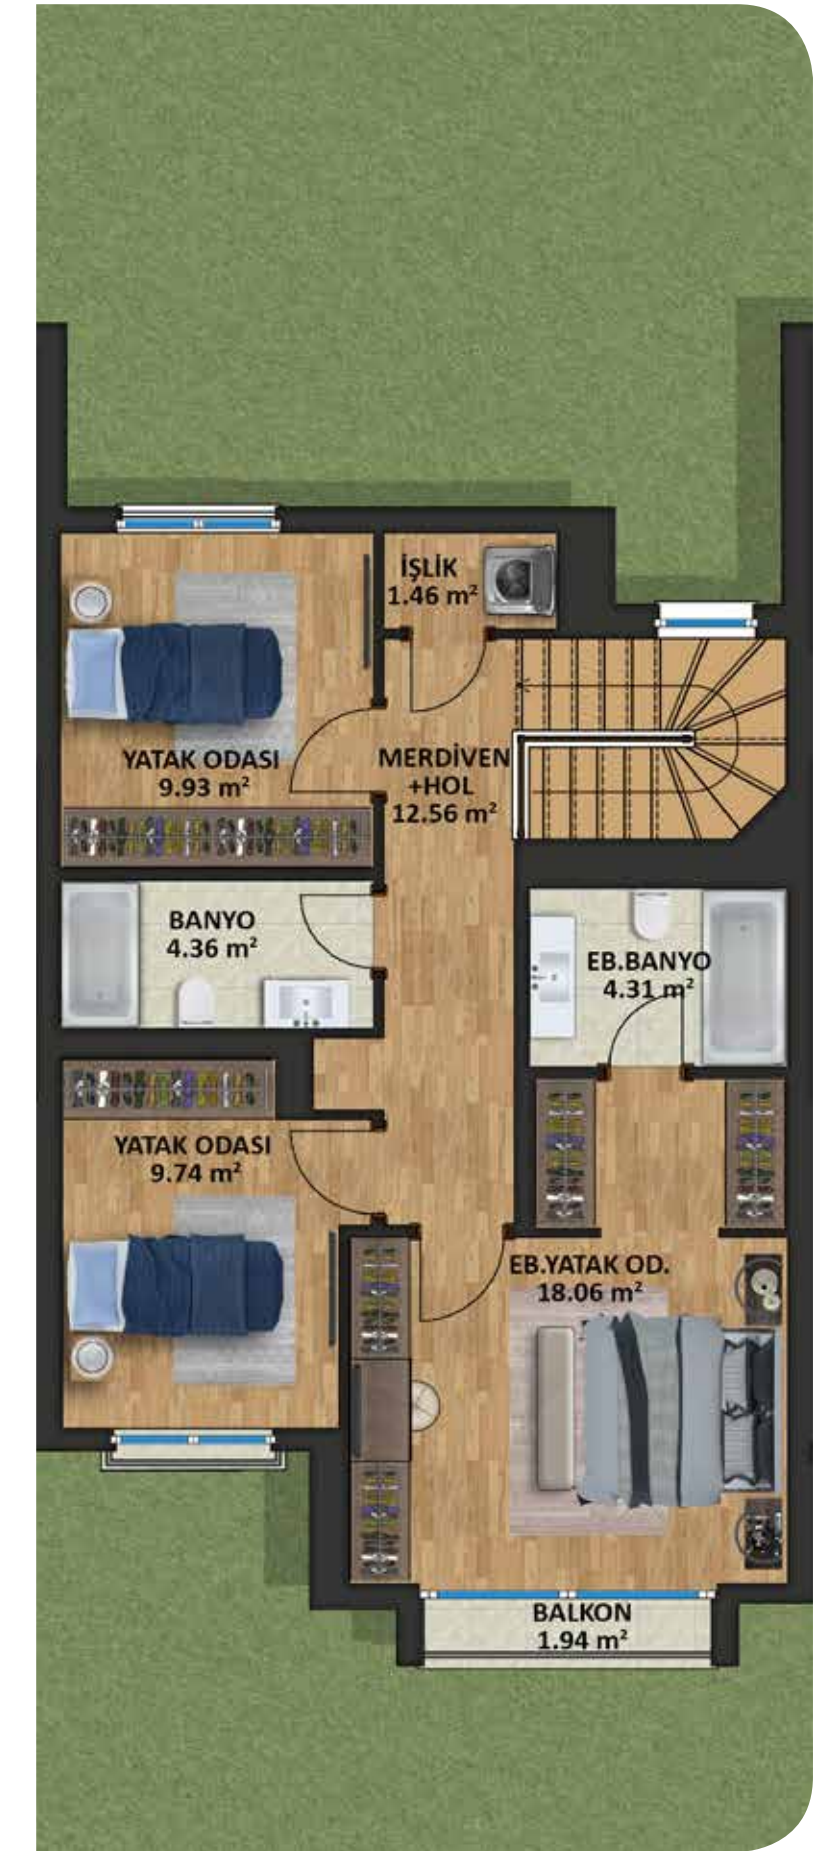 İŞLİK
1.46 m²
YATAK ODASI
9.93 m²
MERDİVEN
+HOL
12.56 m²
BANYO
4.36 m²
EB.BANYO
4.31 m²
YATAK ODASI
9.74 m²
EB.YATAK OD.
18.06 m²
BALKON
1.94 m²